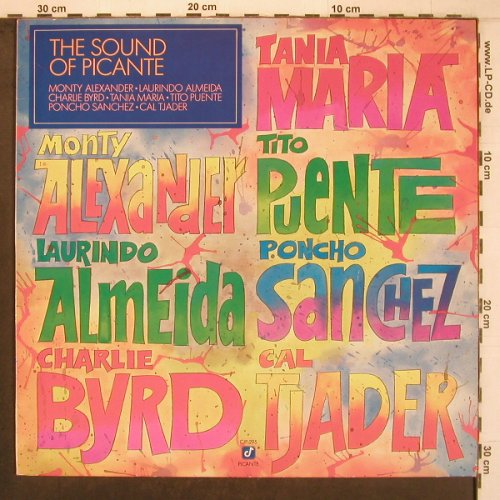 30 cm
20 cm
10 cm
www.LP-CD.de
THE SOUND
OF PICANTE
MONTY ALEXANDER • LAURINDO ALMEIDA
CHARLIE BYRD • TANIA MARIA • TITO PUENTE
PONCHO SANCHEZ • CAL TJADER
TANIA
MARIA
MONTY
ALEXANDER
TITO
PUENTE
LAURINDO
ALMEIDA
PONCHO
SANCHEZ
CHARLIE
BYRD
CAL
TJADER
CJP-295
PICANTE
10 cm
20 cm
30 cm